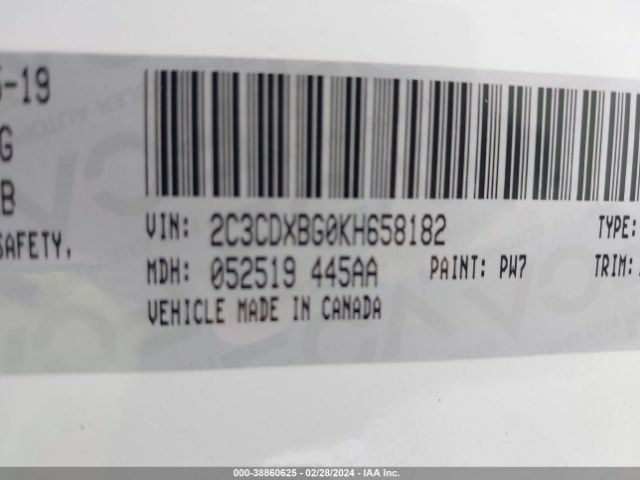 5-19
G
B
SAFETY,
VIN: 2C3CDXBG0KH658182 TYPE:
MDH: 052519 445AA PAINT: PW7 TRIM:
VEHICLE MADE IN CANADA
000-38860625 - 02/28/2024 - IAA Inc.